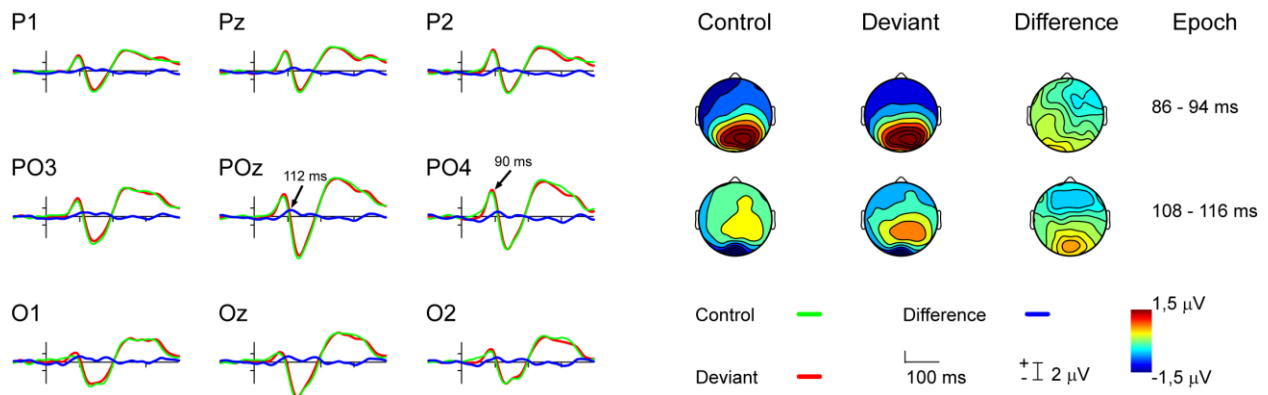 P1 Pz P2 Control Deviant Difference Epoch
86 - 94 ms
PO3 POz PO4
112 ms 90 ms
108 - 116 ms
O1 Oz O2
Control Difference
1,5 µV
Deviant 100 ms + - 2 µV
-1,5 µV